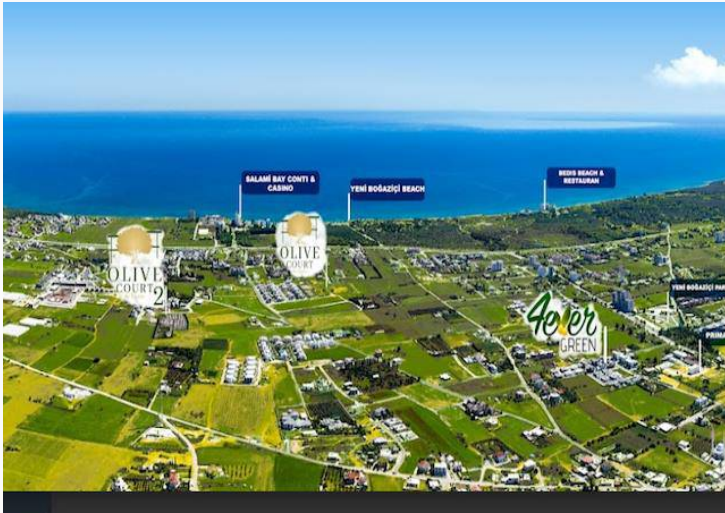 SALAMİ BAY CONTI &
CASINO
YENİ BOĞAZİÇİ BEACH
BEDIS BEACH &
RESTAURAN
OLIVE
COURT
2
OLIVE
COURT
4ever
GREEN
YENİ BOĞAZİÇİ